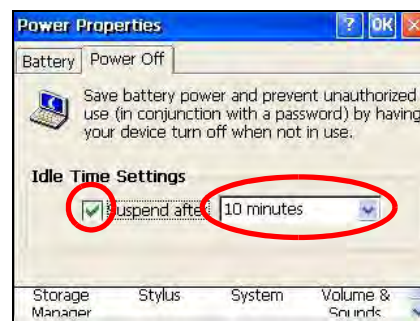 Power Properties ? OK ×
Battery Power Off
Save battery power and prevent unauthorized
use (in conjunction with a password) by having
your device turn off when not in use.
Idle Time Settings
Suspend after 10 minutes
Storage Stylus System Volume &
Manager Sounds